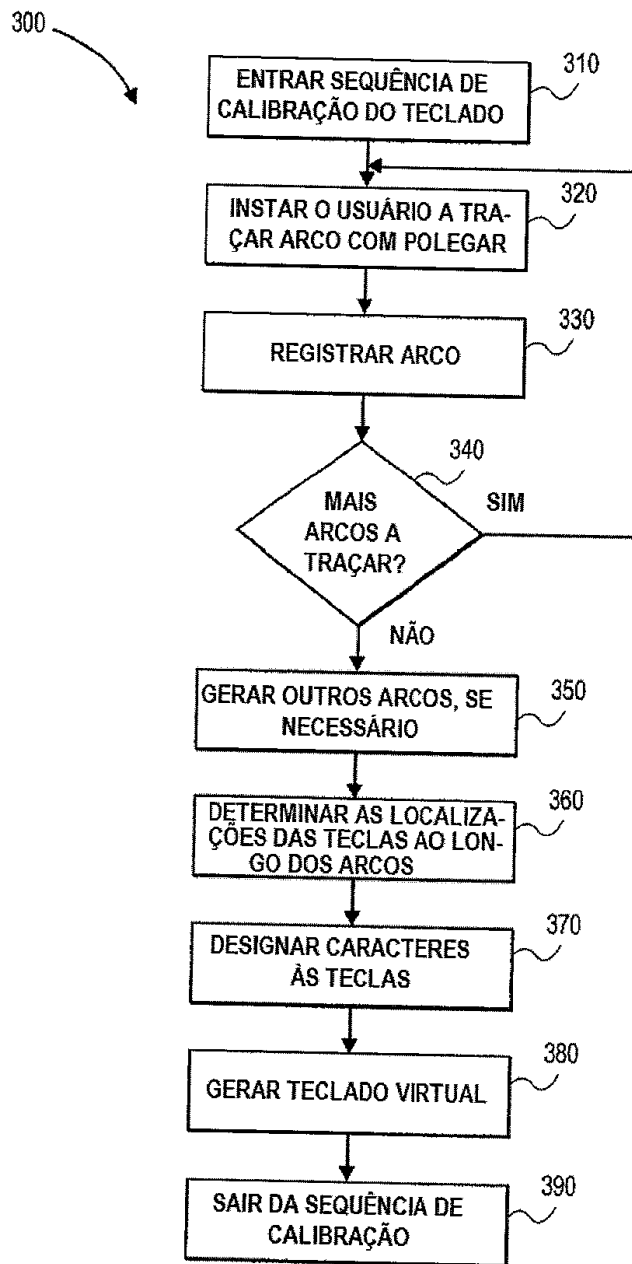 300
ENTRAR SEQUÊNCIA DE
CALIBRAÇÃO DO TECLADO
310
INSTAR O USUÁRIO A TRA-
ÇAR ARCO COM POLEGAR
320
REGISTRAR ARCO
330
MAIS
ARCOS A
TRAÇAR?
340
SIM
NÃO
GERAR OUTROS ARCOS, SE
NECESSÁRIO
350
DETERMINAR AS LOCALIZA-
ÇÕES DAS TECLAS AO LON-
GO DOS ARCOS
360
DESIGNAR CARACTERES
ÀS TECLAS
370
GERAR TECLADO VIRTUAL
380
SAIR DA SEQUÊNCIA DE
CALIBRAÇÃO
390